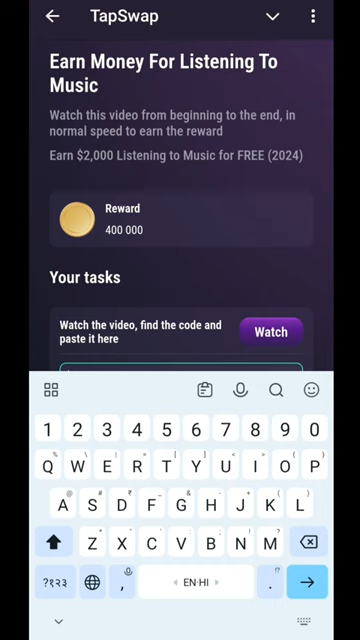 TapSwap
Earn Money For Listening To
Music
Watch this video from beginning to the end, in
normal speed to earn the reward
Earn $2,000 Listening to Music for FREE (2024)
Reward
400 000
Your tasks
Watch the video, find the code and
paste it here
Watch
1 2 3 4 5 6 7 8 9 0
Q W E R T Y U I O P
A S D F G H J K L
Z X C V B N M
?१२३ , EN·HI .